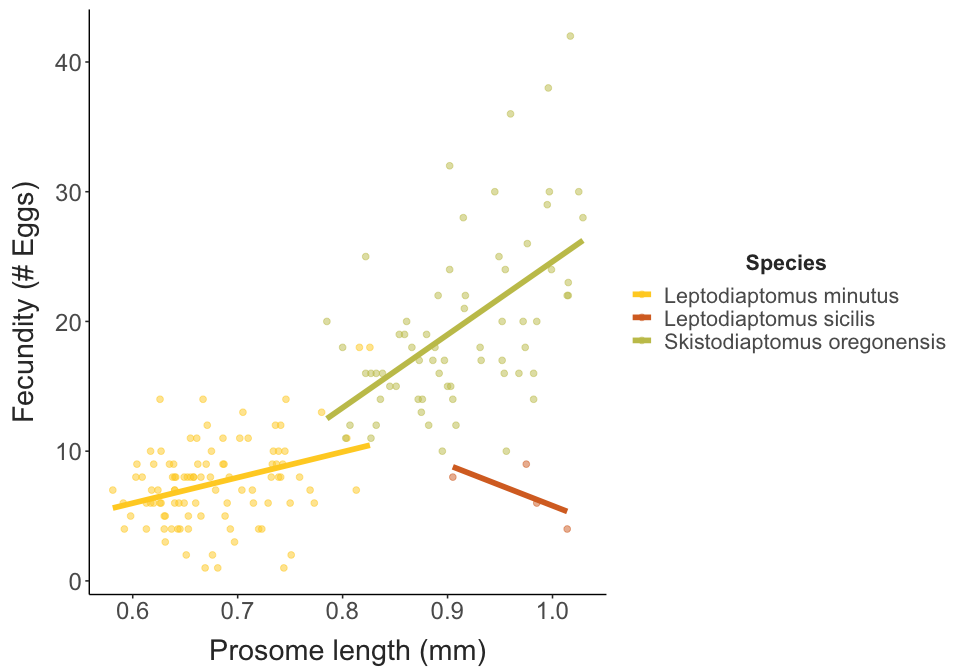 Fecundity (# Eggs)
40
30
20
10
0
0.6 0.7 0.8 0.9 1.0
Prosome length (mm)
Species
Leptodiaptomus minutus
Leptodiaptomus sicilis
Skistodiaptomus oregonensis